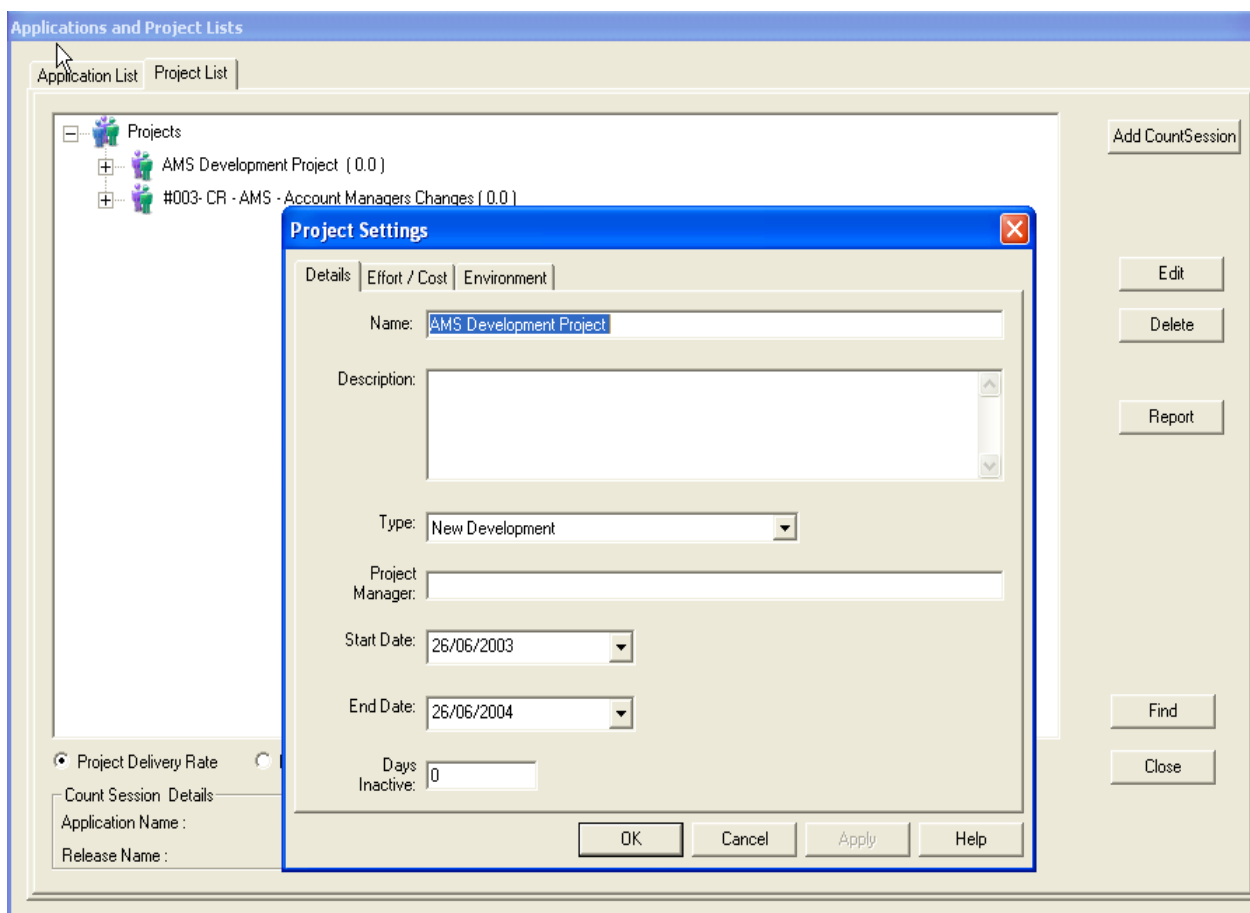 Applications and Project Lists
Application List Project List
Projects
AMS Development Project ( 0.0 )
#003- CR - AMS - Account Managers Changes ( 0.0 )
Add CountSession
Edit
Delete
Report
Find
Close
Project Delivery Rate
Count Session Details
Application Name :
Release Name :
Project Settings
Details Effort / Cost Environment
Name: AMS Development Project
Description:
Type: New Development
Project
Manager:
Start Date: 26/06/2003
End Date: 26/06/2004
Days
Inactive: 0
OK Cancel Apply Help